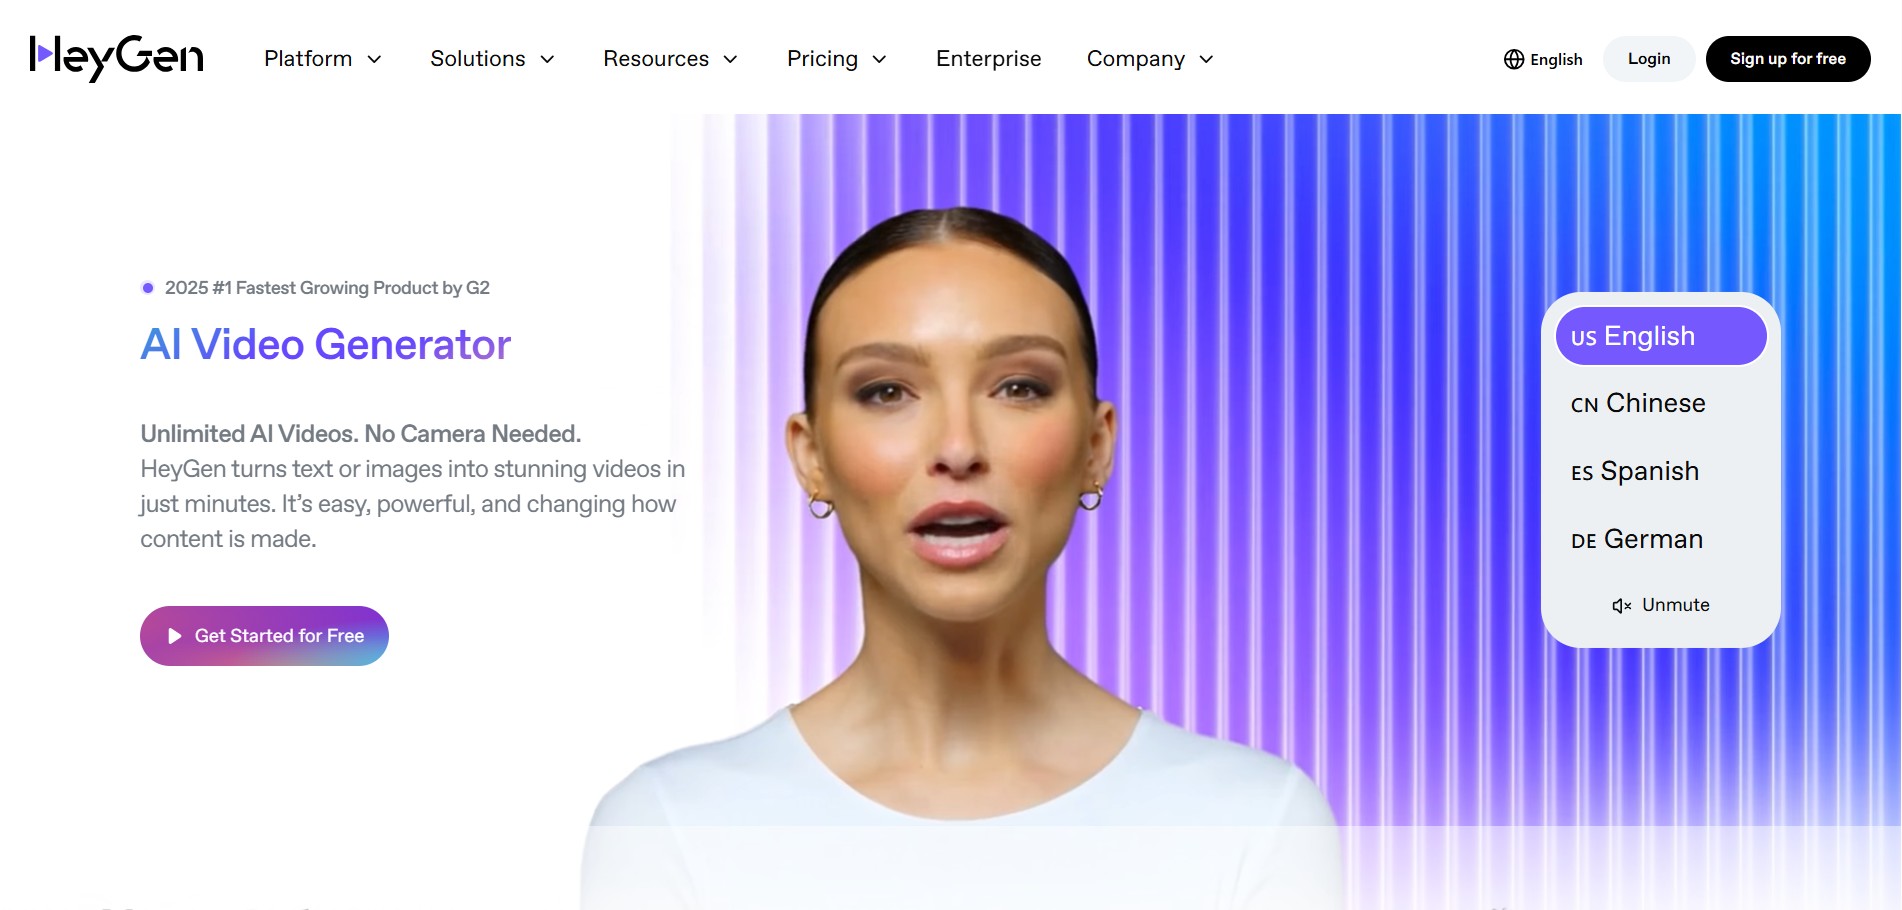 HeyGen
Platform
Solutions
Resources
Pricing
Enterprise
Company
English
Login
Sign up for free
2025 #1 Fastest Growing Product by G2
AI Video Generator
Unlimited AI Videos. No Camera Needed.
HeyGen turns text or images into stunning videos in
just minutes. It’s easy, powerful, and changing how
content is made.
Get Started for Free
US English
CN Chinese
ES Spanish
DE German
Unmute